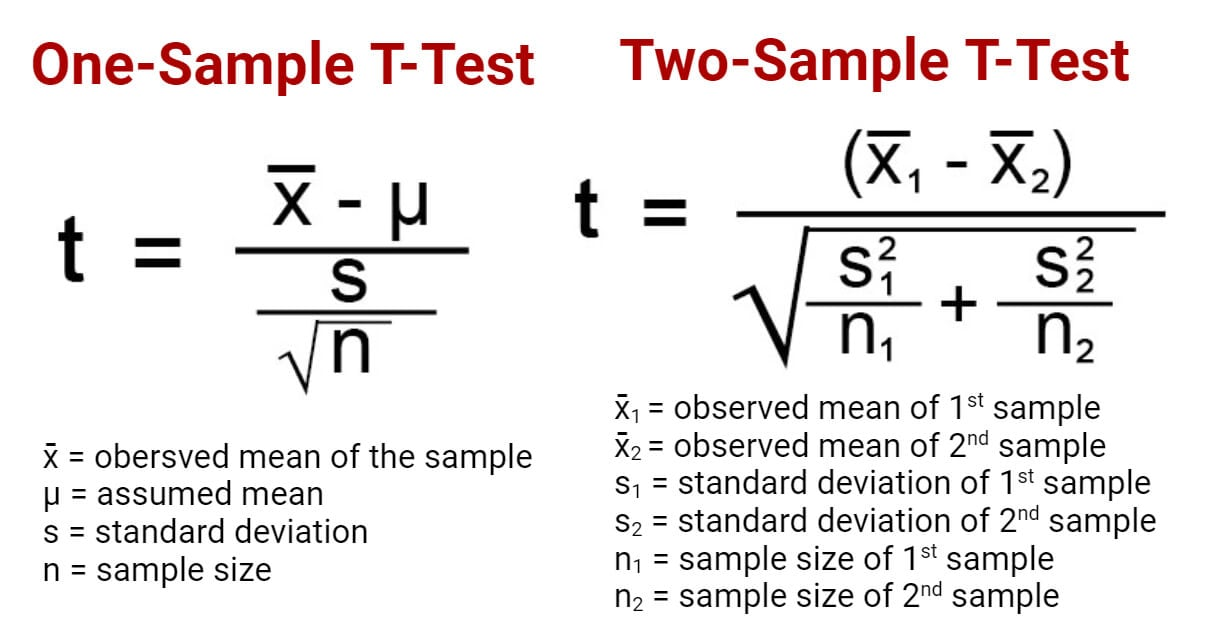 One-Sample T-Test
t = x̄ - μ / (s / √n)
x̄ = obersved mean of the sample
μ = assumed mean
s = standard deviation
n = sample size
Two-Sample T-Test
t = (x̄₁ - x̄₂) / √(s₁²/n₁ + s₂²/n₂)
x̄₁ = observed mean of 1ˢᵗ sample
x̄₂ = observed mean of 2ⁿᵈ sample
s₁ = standard deviation of 1ˢᵗ sample
s₂ = standard deviation of 2ⁿᵈ sample
n₁ = sample size of 1ˢᵗ sample
n₂ = sample size of 2ⁿᵈ sample